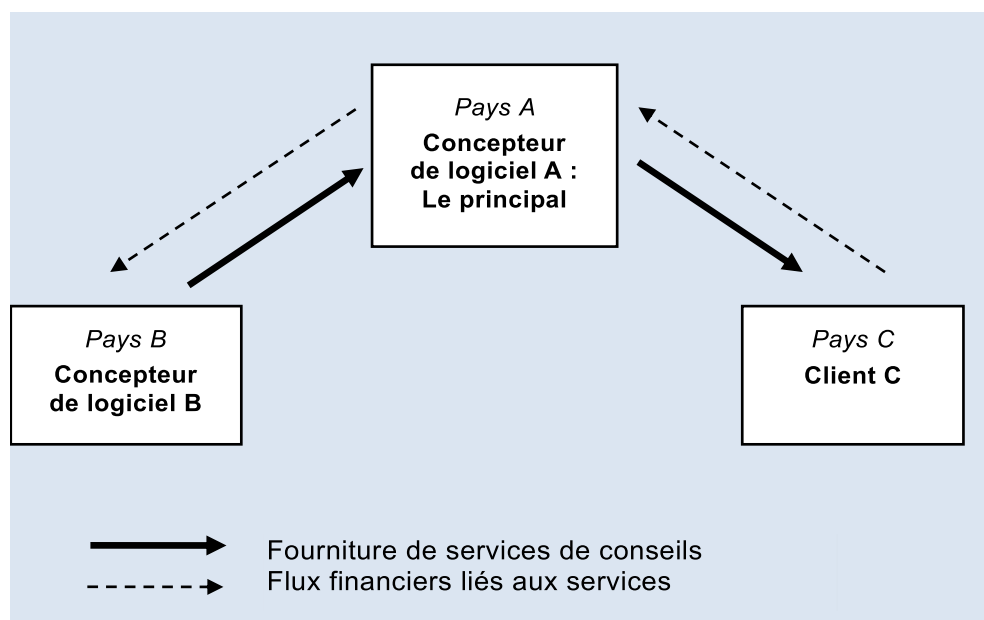 Pays A
Concepteur
de logiciel A :
Le principal
Pays B
Concepteur
de logiciel B
Pays C
Client C
Fourniture de services de conseils
Flux financiers liés aux services